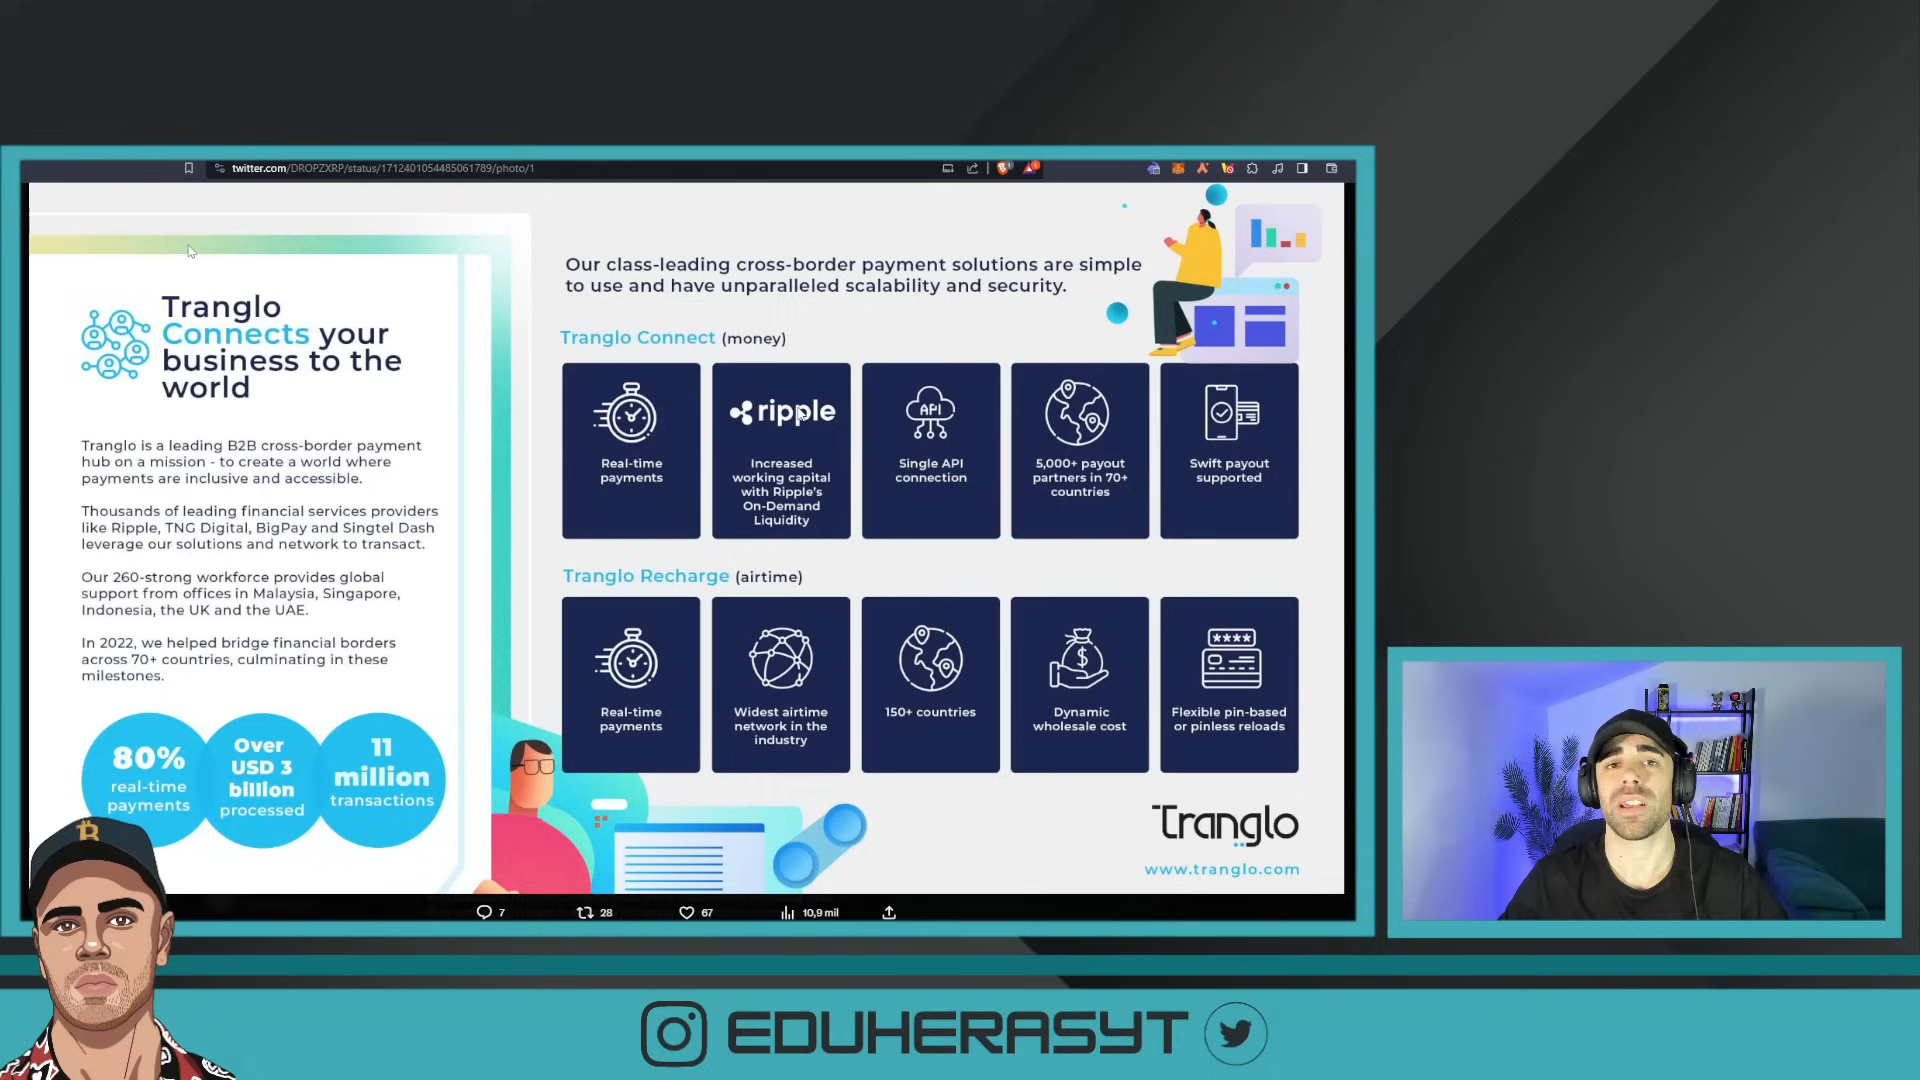 twitter.com/DROPZXRP/status/1712401054485061789/photo/1
Tranglo
Connects your
business to the
world
Tranglo is a leading B2B cross-border payment
hub on a mission - to create a world where
payments are inclusive and accessible.
Thousands of leading financial services providers
like Ripple, TNG Digital, BigPay and Singtel Dash
leverage our solutions and network to transact.
Our 260-strong workforce provides global
support from offices in Malaysia, Singapore,
Indonesia, the UK and the UAE.
In 2022, we helped bridge financial borders
across 70+ countries, culminating in these
milestones.
80%
real-time
payments
Over
USD 3
billion
processed
11
million
transactions
Our class-leading cross-border payment solutions are simple
to use and have unparalleled scalability and security.
Tranglo Connect (money)
Real-time
payments
ripple
Increased
working capital
with Ripple's
On-Demand
Liquidity
API
Single API
connection
5,000+ payout
partners in 70+
countries
Swift payout
supported
Tranglo Recharge (airtime)
Real-time
payments
Widest airtime
network in the
industry
150+ countries
$
Dynamic
wholesale cost
****
Flexible pin-based
or pinless reloads
Tranglo
www.tranglo.com
7
28
67
10,9 mil
EDUHERASYT